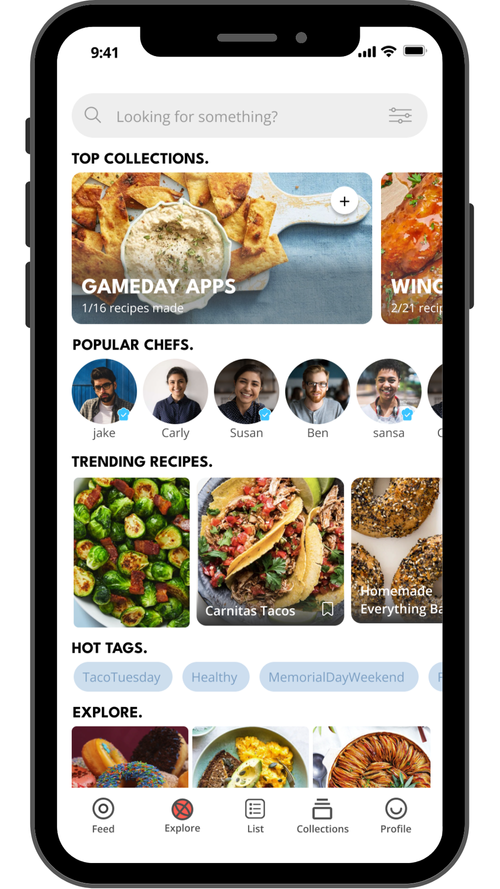 9:41
Looking for something?
TOP COLLECTIONS.
GAMEDAY APPS
1/16 recipes made
WING
2/21 recip
POPULAR CHEFS.
jake
Carly
Susan
Ben
sansa
TRENDING RECIPES.
Carnitas Tacos
Homemade
Everything Ba
HOT TAGS.
TacoTuesday
Healthy
MemorialDayWeekend
EXPLORE.
Feed
Explore
List
Collections
Profile